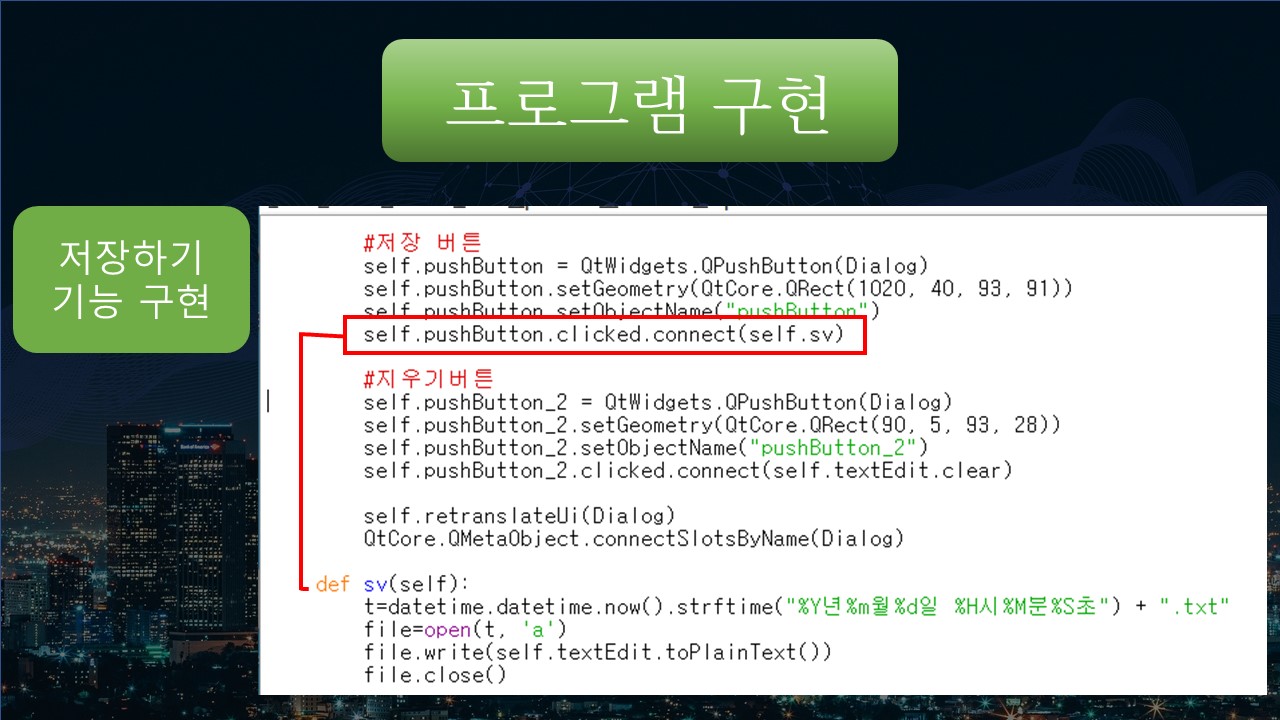 프로그램 구현
저장하기
기능 구현
#저장 버튼
self.pushButton = QtWidgets.QPushButton(Dialog)
self.pushButton.setGeometry(QtCore.QRect(1020, 40, 93, 91))
self.pushButton.setObjectName("pushButton")
self.pushButton.clicked.connect(self.sv)
#지우기버튼
self.pushButton_2 = QtWidgets.QPushButton(Dialog)
self.pushButton_2.setGeometry(QtCore.QRect(90, 5, 93, 28))
self.pushButton_2.setObjectName("pushButton_2")
self.pushButton_2.clicked.connect(self.textEdit.clear)
self.retranslateUi(Dialog)
QtCore.QMetaObject.connectSlotsByName(Dialog)
def sv(self):
t=datetime.datetime.now().strftime("%Y년%m월%d일 %H시%M분%S초") + ".txt"
file=open(t, 'a')
file.write(self.textEdit.toPlainText())
file.close()